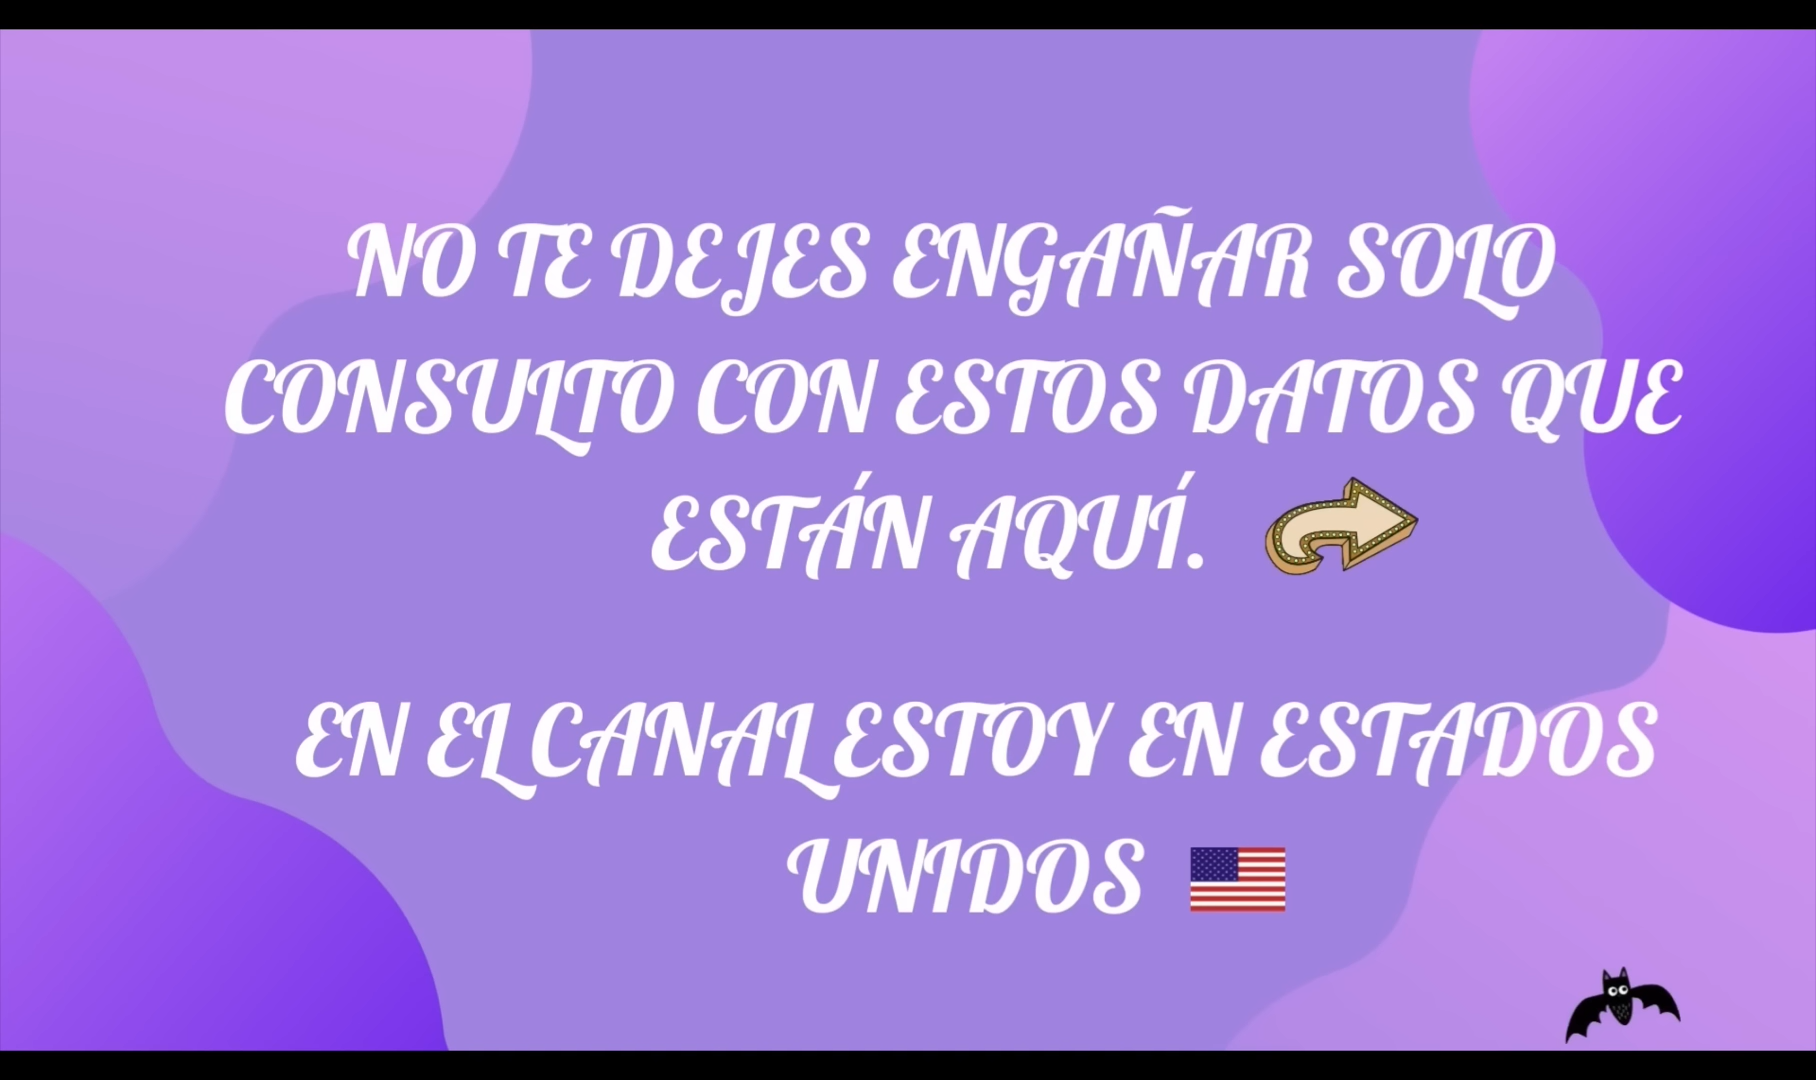 NO TE DEJES ENGAÑAR SOLO
CONSULTO CON ESTOS DATOS QUE
ESTÁN AQUÍ.
EN EL CANAL ESTOY EN ESTADOS
UNIDOS